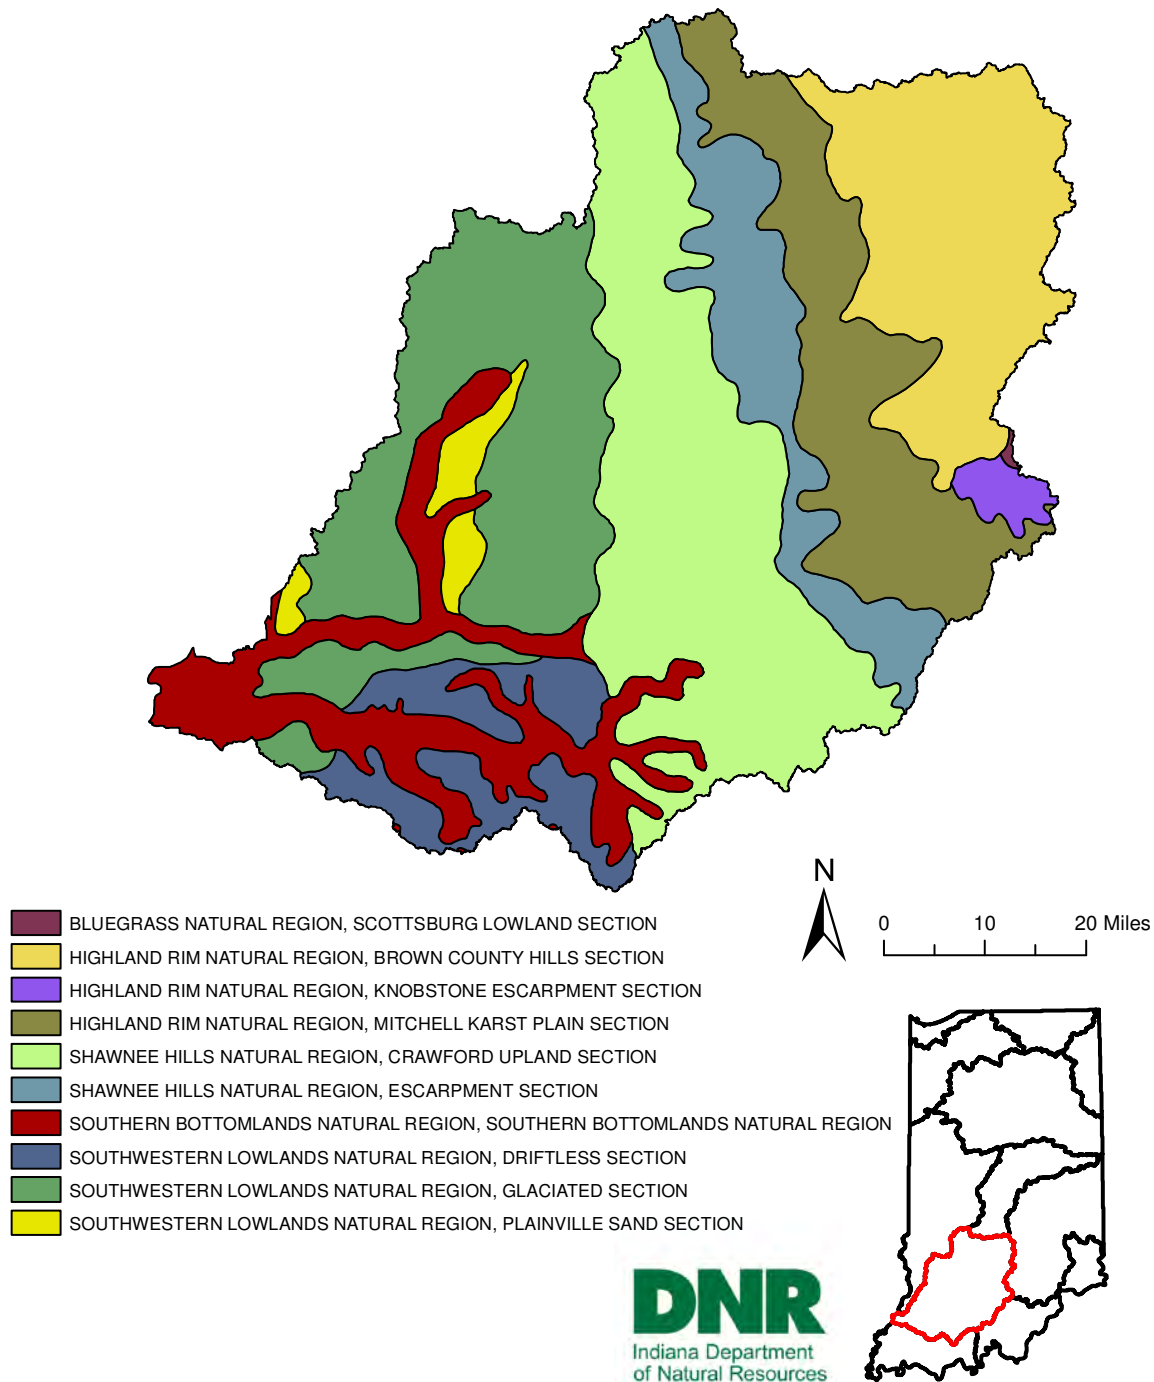 N
0 10 20 Miles
BLUEGRASS NATURAL REGION, SCOTTSBURG LOWLAND SECTION
HIGHLAND RIM NATURAL REGION, BROWN COUNTY HILLS SECTION
HIGHLAND RIM NATURAL REGION, KNOBSTONE ESCARPMENT SECTION
HIGHLAND RIM NATURAL REGION, MITCHELL KARST PLAIN SECTION
SHAWNEE HILLS NATURAL REGION, CRAWFORD UPLAND SECTION
SHAWNEE HILLS NATURAL REGION, ESCARPMENT SECTION
SOUTHERN BOTTOMLANDS NATURAL REGION, SOUTHERN BOTTOMLANDS NATURAL REGION
SOUTHWESTERN LOWLANDS NATURAL REGION, DRIFTLESS SECTION
SOUTHWESTERN LOWLANDS NATURAL REGION, GLACIATED SECTION
SOUTHWESTERN LOWLANDS NATURAL REGION, PLAINVILLE SAND SECTION
DNR
Indiana Department
of Natural Resources